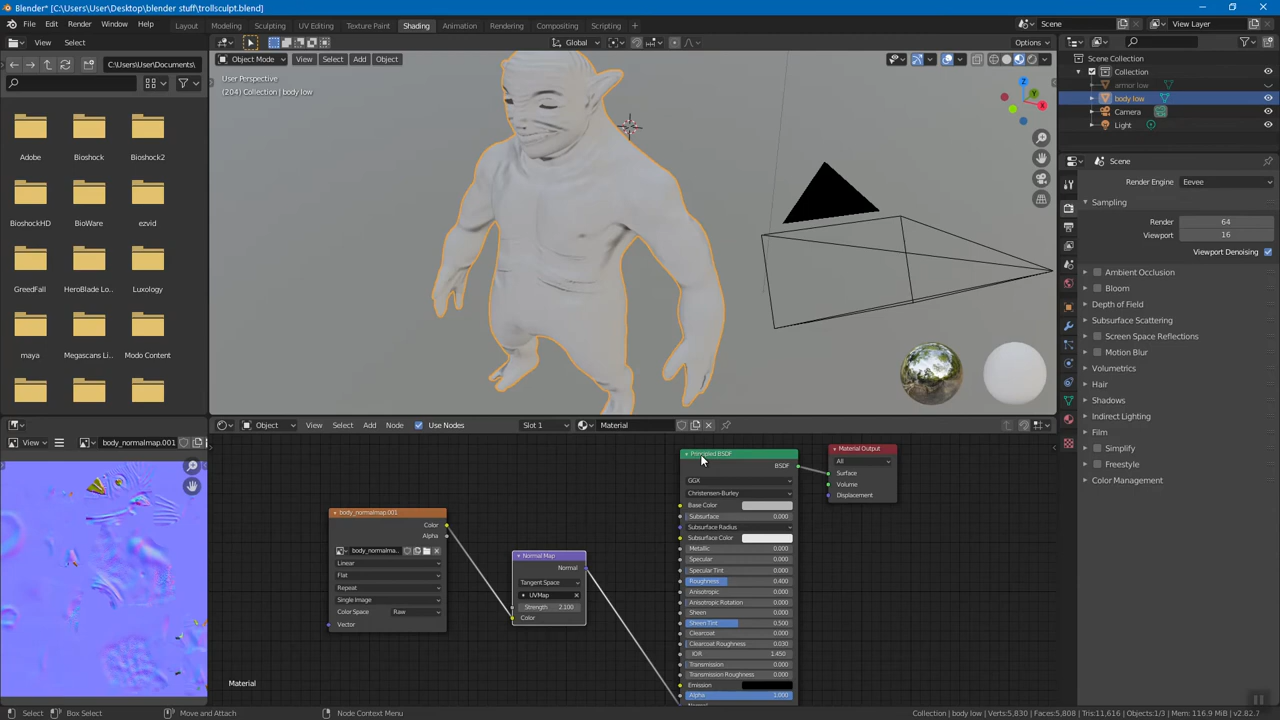 Blender* [C:\Users\User\Desktop\blender stuff\trollsculpt.blend]
File Edit Render Window Help Layout Modeling Sculpting UV Editing Texture Paint Shading Animation Rendering Compositing Scripting Scene View Layer
View Select Object Mode View Select Add Object Global Options
C:\Users\User\Documents\
User Perspective
(204) Collection | body low
Adobe Bioshock Bioshock2
BioshockHD BioWare ezvid
GreedFall HeroBlade Lo... Luxology
maya Megascans Li... Modo Content
Z
Y
X
Scene Collection
Collection
armor low
body low
Camera
Light
Scene
Render Engine Eevee
Sampling
Render 64
Viewport 16
Viewport Denoising
Ambient Occlusion
Bloom
Depth of Field
Subsurface Scattering
Screen Space Reflections
Motion Blur
Volumetrics
Hair
Shadows
Indirect Lighting
Film
Simplify
Freestyle
Color Management
Object View Select Add Node Use Nodes Slot 1 Material
View body_normalmap.001
body_normalmap.001
Color
Alpha
body_normalma..
Linear
Flat
Repeat
Single Image
Color Space Raw
Vector
Normal Map
Normal
Tangent Space
UVMap
Strength 2.100
Color
Principled BSDF
BSDF
GGX
Christensen-Burley
Base Color
Subsurface 0.000
Subsurface Radius
Subsurface Color
Metallic 0.000
Specular 0.000
Specular Tint 0.000
Roughness 0.400
Anisotropic 0.000
Anisotropic Rotation 0.000
Sheen 0.000
Sheen Tint 0.500
Clearcoat 0.000
Clearcoat Roughness 0.030
IOR 1.450
Transmission 0.000
Transmission Roughness 0.000
Emission
Alpha 1.000
Normal
Material Output
All
Surface
Volume
Displacement
Material
Select Box Select Move and Attach Node Context Menu Collection | body low | Verts:5,830 | Faces:5,808 | Tris:11,616 | Objects:1/3 | Mem: 116.9 MiB | v2.82.7